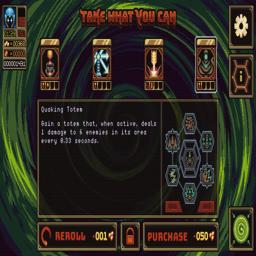 TAKE WHAT YOU CAN
Quaking Totem
Gain a totem that, when active, deals
1 damage to 6 enemies in its area
every 0.33 seconds.
REROLL -001
PURCHASE -050